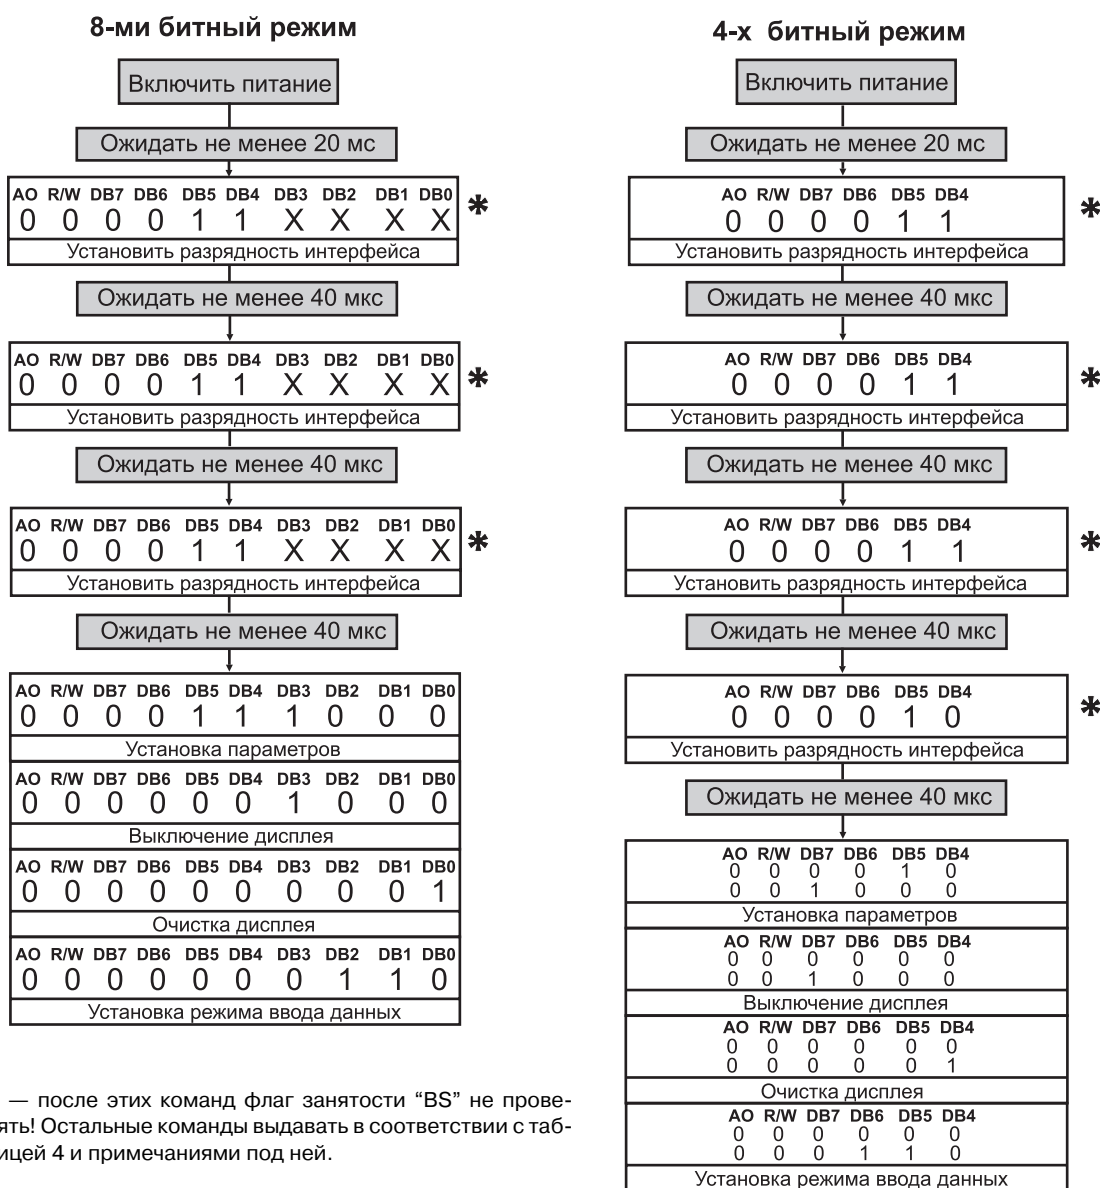 8-ми битный режим
Включить питание
Ожидать не менее 20 мс
AO R/W DB7 DB6 DB5 DB4 DB3 DB2 DB1 DB0
0 0 0 0 1 1 X X X X *
Установить разрядность интерфейса
Ожидать не менее 40 мкс
AO R/W DB7 DB6 DB5 DB4 DB3 DB2 DB1 DB0
0 0 0 0 1 1 X X X X *
Установить разрядность интерфейса
Ожидать не менее 40 мкс
AO R/W DB7 DB6 DB5 DB4 DB3 DB2 DB1 DB0
0 0 0 0 1 1 X X X X *
Установить разрядность интерфейса
Ожидать не менее 40 мкс
AO R/W DB7 DB6 DB5 DB4 DB3 DB2 DB1 DB0
0 0 0 0 1 1 1 0 0 0
Установка параметров
AO R/W DB7 DB6 DB5 DB4 DB3 DB2 DB1 DB0
0 0 0 0 0 0 1 0 0 0
Выключение дисплея
AO R/W DB7 DB6 DB5 DB4 DB3 DB2 DB1 DB0
0 0 0 0 0 0 0 0 0 1
Очистка дисплея
AO R/W DB7 DB6 DB5 DB4 DB3 DB2 DB1 DB0
0 0 0 0 0 0 0 1 1 0
Установка режима ввода данных
— после этих команд флаг занятости “BS” не прове-
ять! Остальные команды выдавать в соответствии с таб-
ицей 4 и примечаниями под ней.
4-х битный режим
Включить питание
Ожидать не менее 20 мс
AO R/W DB7 DB6 DB5 DB4
0 0 0 0 1 1 *
Установить разрядность интерфейса
Ожидать не менее 40 мкс
AO R/W DB7 DB6 DB5 DB4
0 0 0 0 1 1 *
Установить разрядность интерфейса
Ожидать не менее 40 мкс
AO R/W DB7 DB6 DB5 DB4
0 0 0 0 1 1 *
Установить разрядность интерфейса
Ожидать не менее 40 мкс
AO R/W DB7 DB6 DB5 DB4
0 0 0 0 1 0 *
Установить разрядность интерфейса
Ожидать не менее 40 мкс
AO R/W DB7 DB6 DB5 DB4
0 0 0 0 1 0
0 0 1 0 0 0
Установка параметров
AO R/W DB7 DB6 DB5 DB4
0 0 0 0 0 0
0 0 1 0 0 0
Выключение дисплея
AO R/W DB7 DB6 DB5 DB4
0 0 0 0 0 0
0 0 0 0 0 1
Очистка дисплея
AO R/W DB7 DB6 DB5 DB4
0 0 0 0 0 0
0 0 0 1 1 0
Установка режима ввода данных